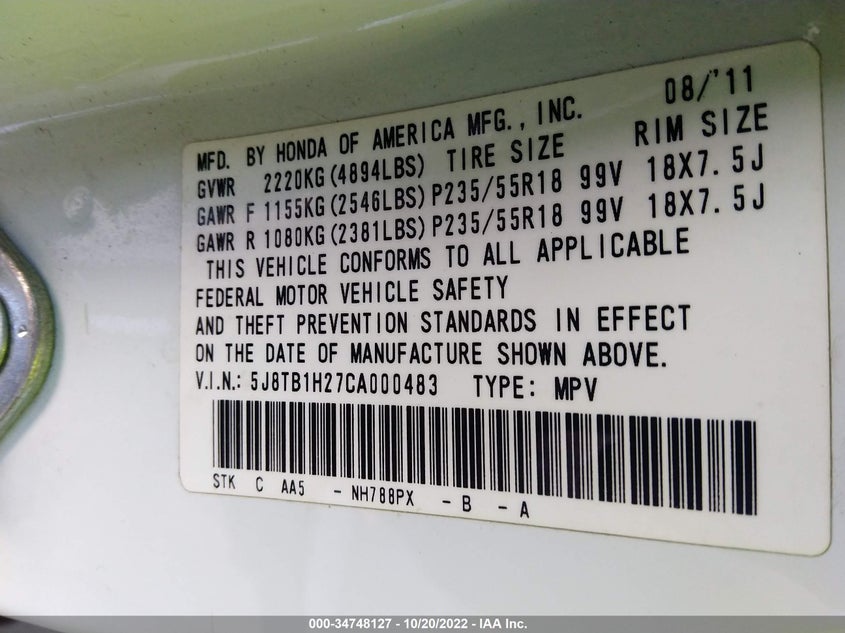 08/'11
MFD. BY HONDA OF AMERICA MFG., INC.
GVWR 2220KG(4894LBS) TIRE SIZE RIM SIZE
GAWR F 1155KG(2546LBS)P235/55R18 99V 18X7.5J
GAWR R 1080KG(2381LBS)P235/55R18 99V 18X7.5J
THIS VEHICLE CONFORMS TO ALL APPLICABLE
FEDERAL MOTOR VEHICLE SAFETY
AND THEFT PREVENTION STANDARDS IN EFFECT
ON THE DATE OF MANUFACTURE SHOWN ABOVE.
V.I.N.: 5J8TB1H27CA000483 TYPE: MPV
STK C AA5 - NH788PX - B - A
000-34748127 - 10/20/2022 - IAA Inc.